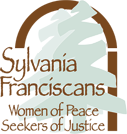 Sylvania
Franciscans
Women of Peace
Seekers of Justice